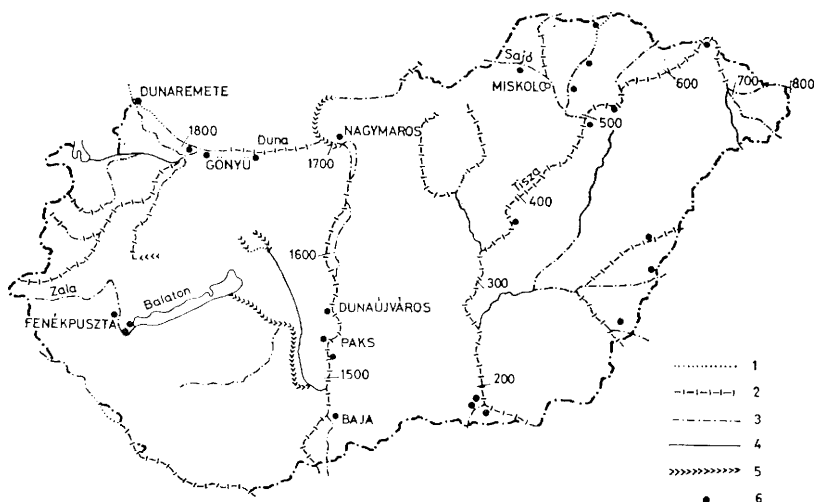 Sajó
DUNAREMETE
MISKOLC
600
700
800
1800
Duna
NAGYMAROS
500
GÖNYÜ
1700
Tisza
400
1600
Zala
Balaton
300
DUNAÚJVÁROS
FENÉKPUSZTA
PAKS
1
1500
2
200
3
BAJA
4
5
6